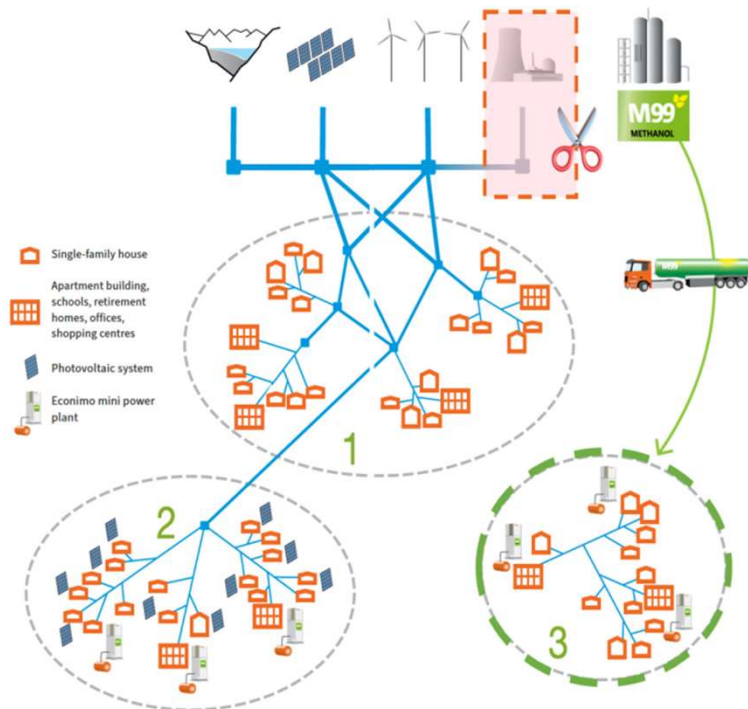 M99
METHANOL
M99
Single-family house
Apartment building,
schools, retirement
homes, offices,
shopping centres
Photovoltaic system
Econimo mini power
plant
1
2
3